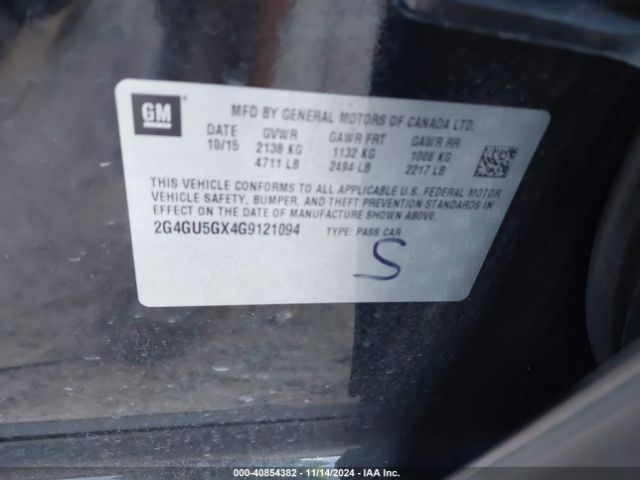 GM
MFD BY GENERAL MOTORS OF CANADA LTD.
DATE GVWR GAWR FRT GAWR RR
10/15 2138 KG 1132 KG 1006 KG
4711 LB 2494 LB 2217 LB
THIS VEHICLE CONFORMS TO ALL APPLICABLE U.S. FEDERAL MOTOR
VEHICLE SAFETY, BUMPER, AND THEFT PREVENTION STANDARDS IN
EFFECT ON THE DATE OF MANUFACTURE SHOWN ABOVE.
2G4GU5GX4G9121094 TYPE: PASS CAR
S
000-40854382 - 11/14/2024 - IAA Inc.